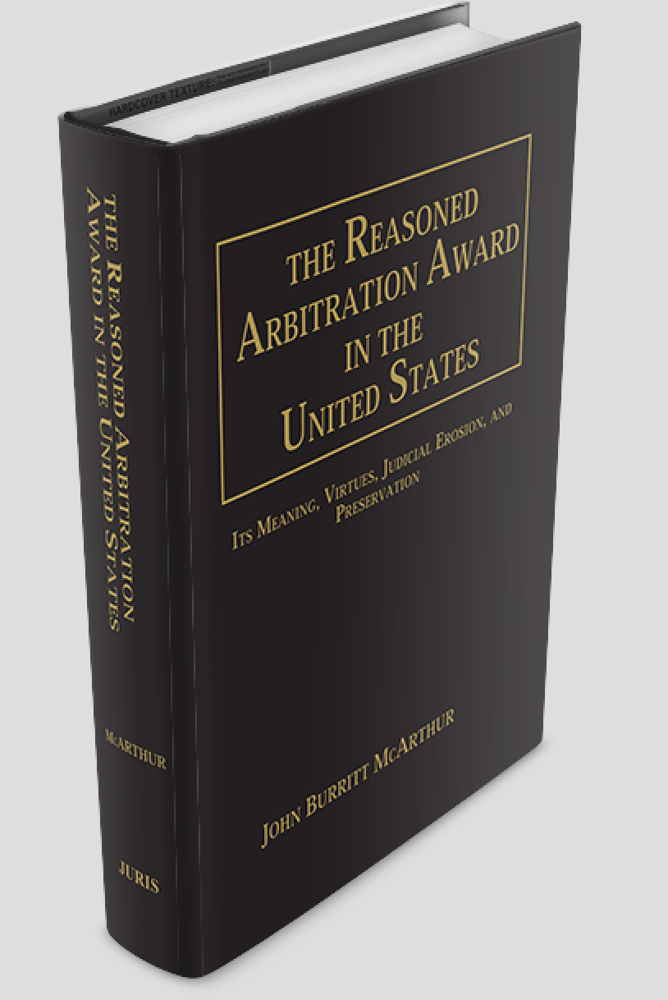 HARDCOVER TEXTURE:
THE REASONED ARBITRATION
AWARD IN THE UNITED STATES
MCARTHUR
JURIS
THE REASONED
ARBITRATION AWARD
IN THE
UNITED STATES
ITS MEANING, VIRTUES, JUDICIAL EROSION, AND
PRESERVATION
JOHN BURRITT MCARTHUR